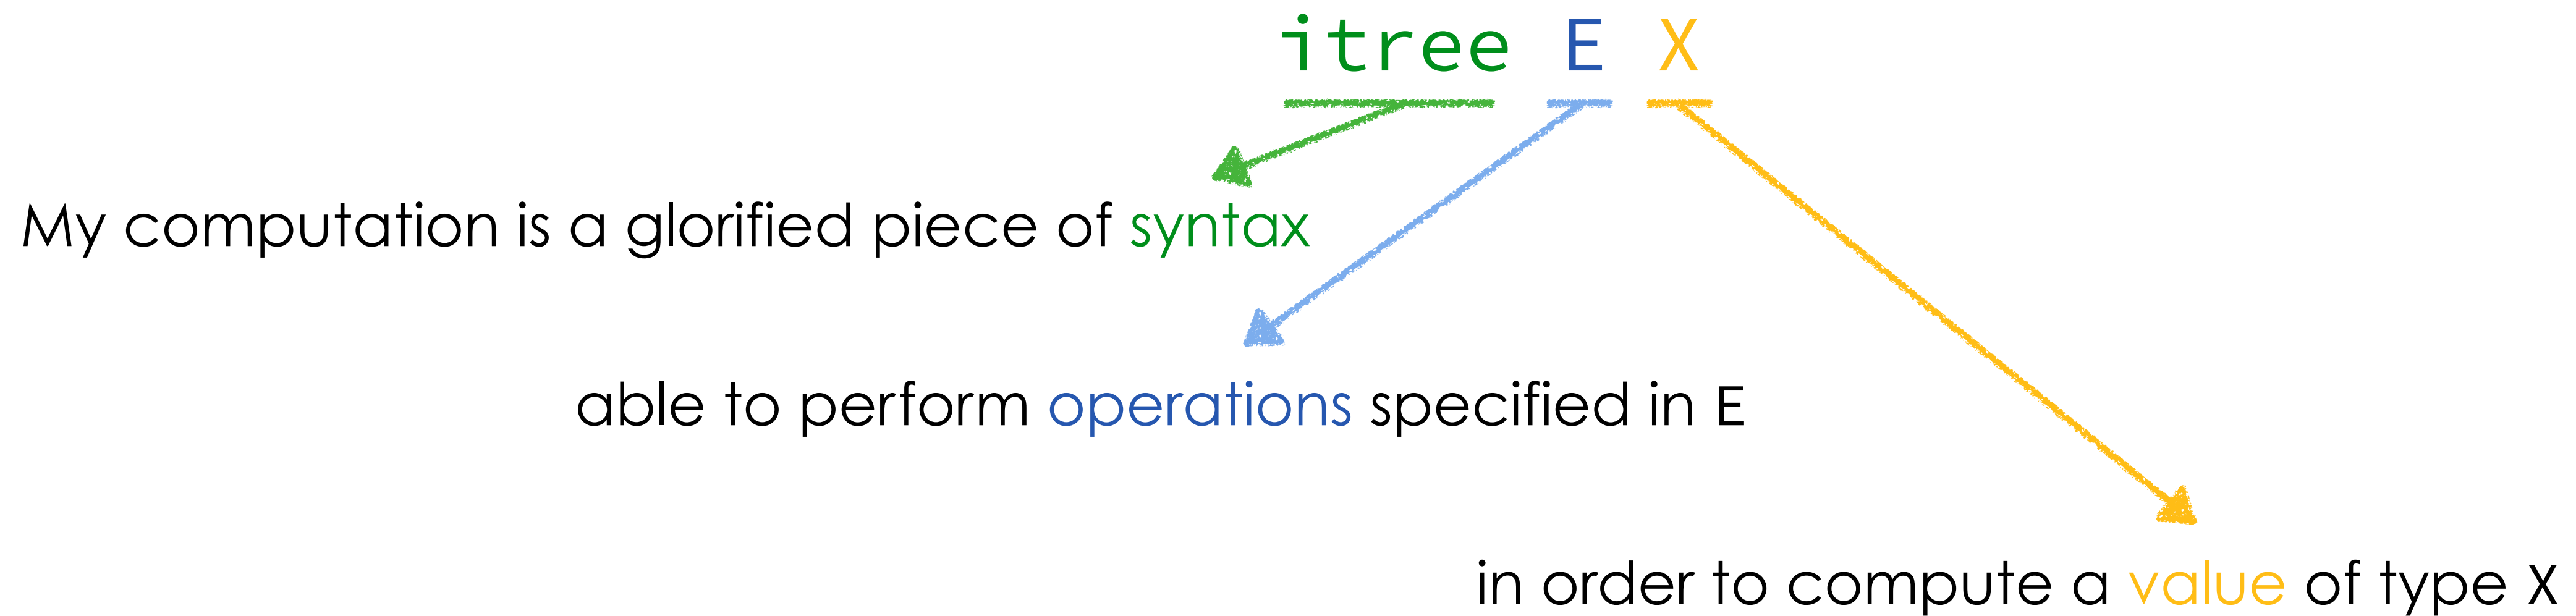 itree E X
My computation is a glorified piece of syntax
able to perform operations specified in E
in order to compute a value of type X